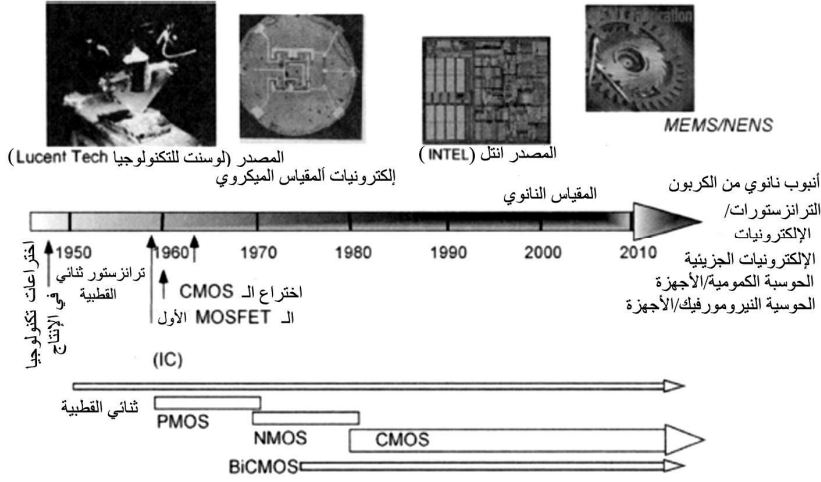 MEMS/NENS
المصدر (لوسنت للتكنولوجيا Lucent Tech)
المصدر انتل (INTEL)
إلكترونيات ألمقياس الميكروي
المقياس النانوي
أنبوب نانوي من الكربون
الترانزستورات/
الإلكترونيات
الإلكترونيات الجزيئية
الحوسبة الكمومية/الأجهزة
الحوسبة النيرومورفيك/الأجهزة
1950 1960 1970 1980 1990 2000 2010
اختراعات تكنولوجيا
في الإنتاج
ترانزستور ثنائي
القطبية
اختراع الـ CMOS
الـ MOSFET الأول
(IC)
ثنائي القطبية
PMOS
NMOS
CMOS
BiCMOS